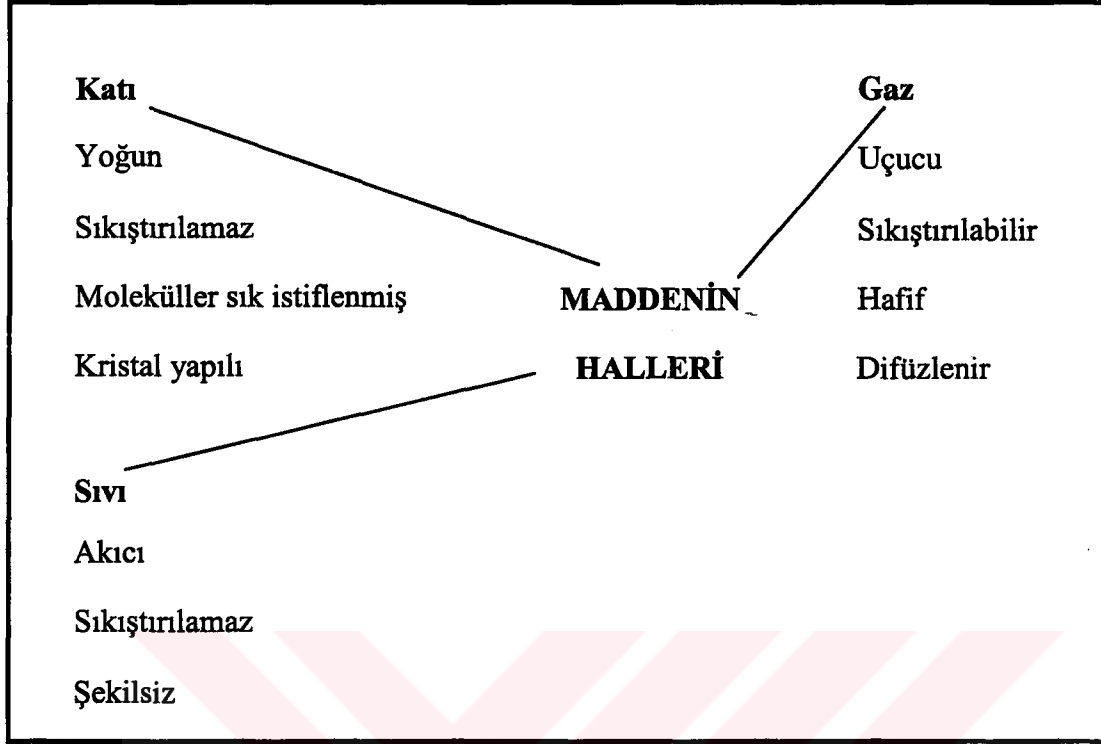 Katı
Yoğun
Sıkıştırılamaz
Moleküller sık istiflenmiş
Kristal yapılı
MADDENİN
HALLERİ
Gaz
Uçucu
Sıkıştırılabilir
Hafif
Difüzlenir
Sıvı
Akıcı
Sıkıştırılamaz
Şekilsiz